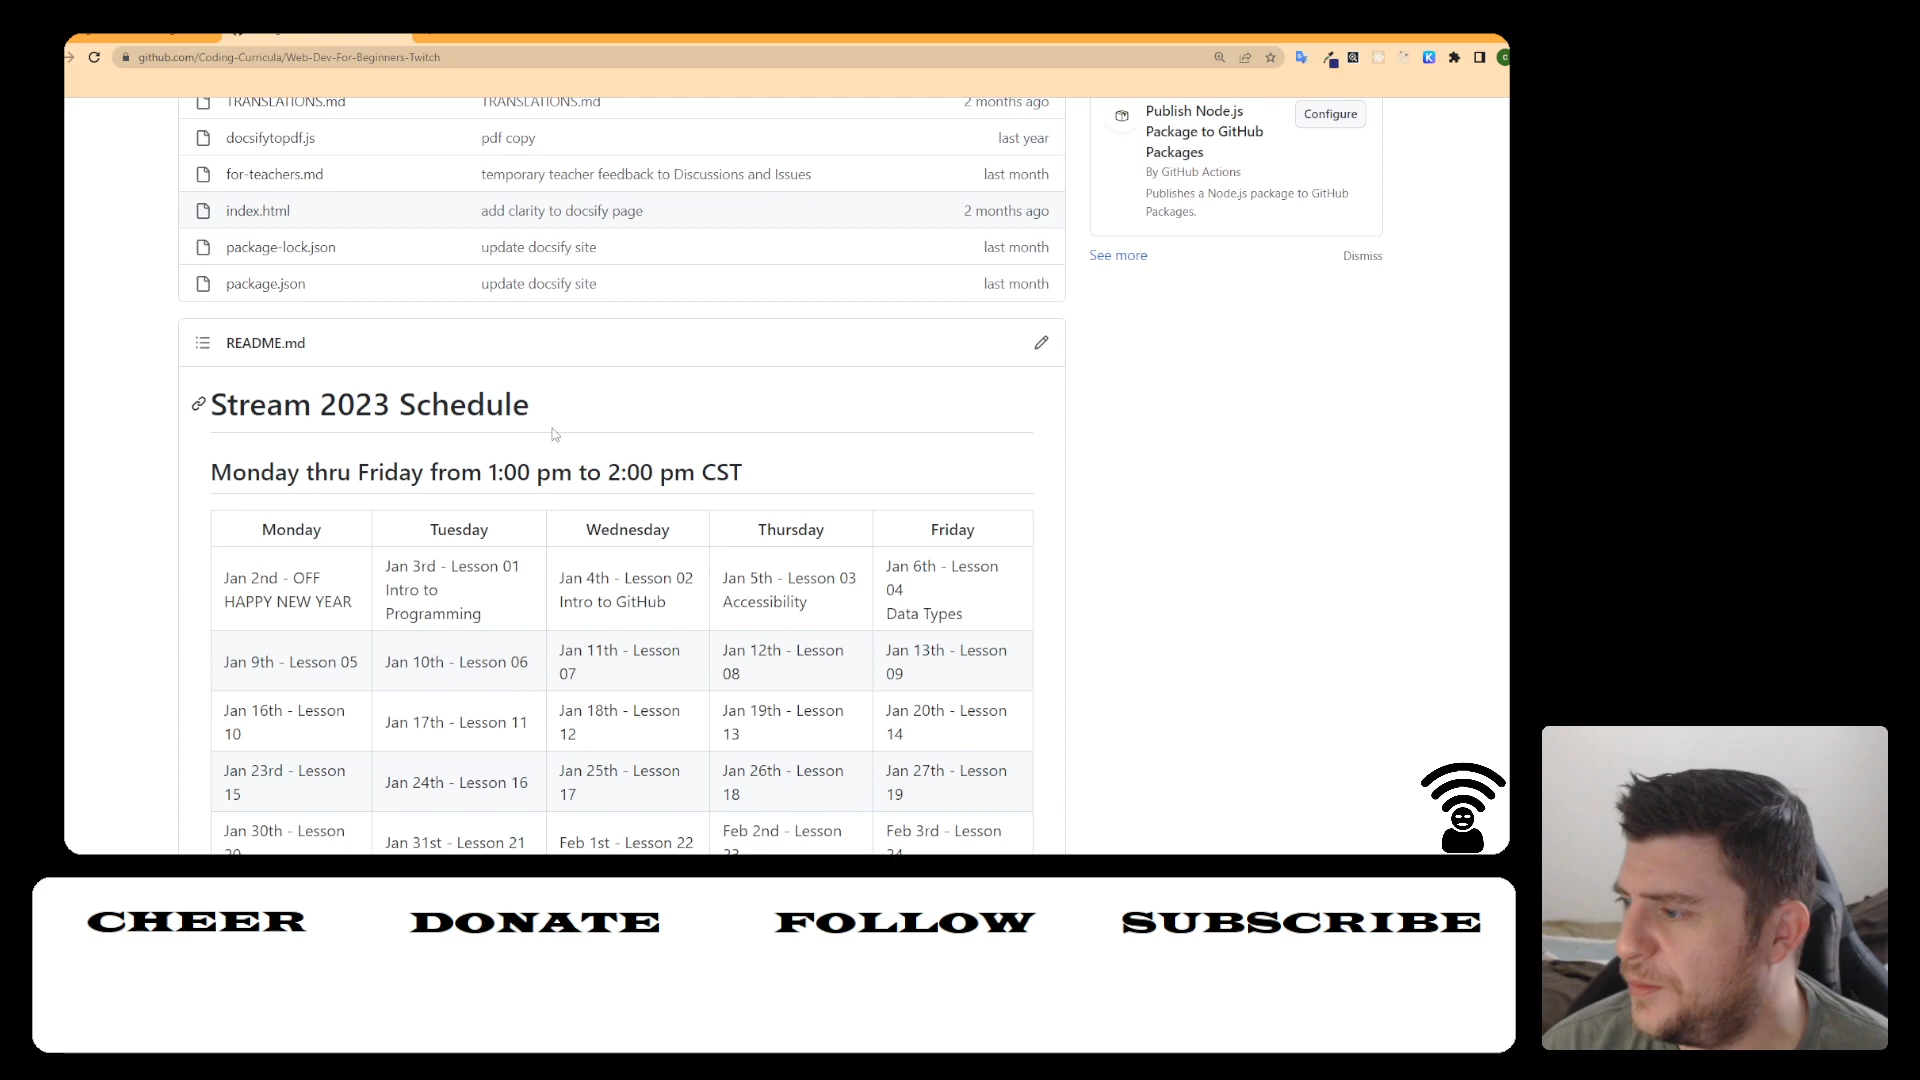 github.com/Coding-Curricula/Web-Dev-For-Beginners-Twitch
TRANSLATIONS.md TRANSLATIONS.md 2 months ago
docsifytopdf.js pdf copy last year
for-teachers.md temporary teacher feedback to Discussions and Issues last month
index.html add clarity to docsify page 2 months ago
package-lock.json update docsify site last month
package.json update docsify site last month
Publish Node.js
Package to GitHub
Packages
Configure
By GitHub Actions
Publishes a Node.js package to GitHub
Packages.
See more Dismiss
README.md
Stream 2023 Schedule
Monday thru Friday from 1:00 pm to 2:00 pm CST
Monday Tuesday Wednesday Thursday Friday
Jan 2nd - OFF
HAPPY NEW YEAR
Jan 3rd - Lesson 01
Intro to
Programming
Jan 4th - Lesson 02
Intro to GitHub
Jan 5th - Lesson 03
Accessibility
Jan 6th - Lesson
04
Data Types
Jan 9th - Lesson 05
Jan 10th - Lesson 06
Jan 11th - Lesson
07
Jan 12th - Lesson
08
Jan 13th - Lesson
09
Jan 16th - Lesson
10
Jan 17th - Lesson 11
Jan 18th - Lesson
12
Jan 19th - Lesson
13
Jan 20th - Lesson
14
Jan 23rd - Lesson
15
Jan 24th - Lesson 16
Jan 25th - Lesson
17
Jan 26th - Lesson
18
Jan 27th - Lesson
19
Jan 30th - Lesson
20
Jan 31st - Lesson 21
Feb 1st - Lesson 22
Feb 2nd - Lesson
23
Feb 3rd - Lesson
24
CHEER DONATE FOLLOW SUBSCRIBE